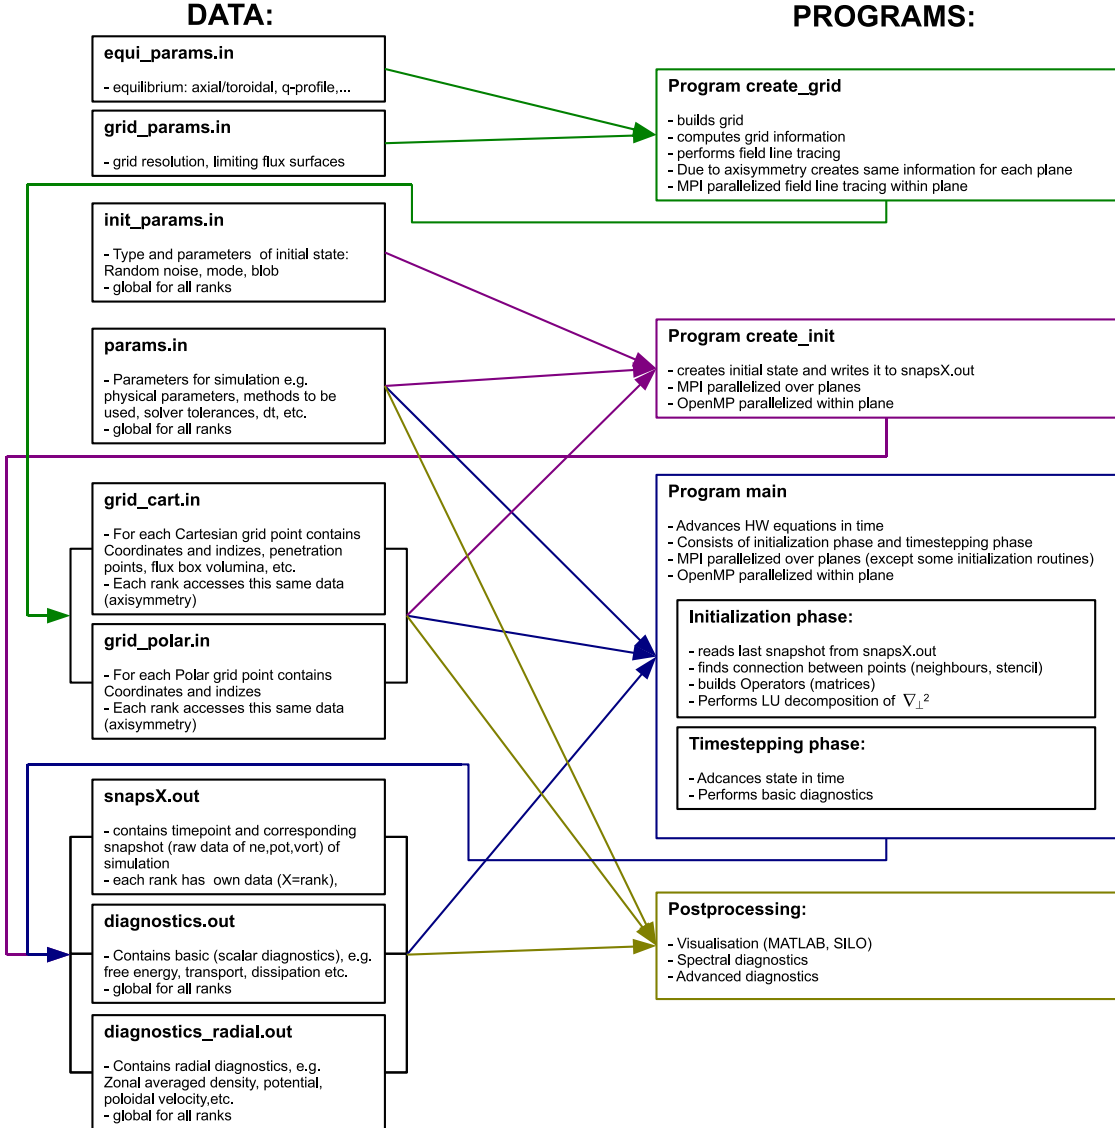 DATA:
equi_params.in
- equilibrium: axial/toroidal, q-profile,...
grid_params.in
- grid resolution, limiting flux surfaces
init_params.in
- Type and parameters  of initial state:
Random noise, mode, blob
- global for all ranks
params.in
- Parameters for simulation e.g.
physical parameters, methods to be
used, solver tolerances, dt, etc.
- global for all ranks
grid_cart.in
- For each Cartesian grid point contains
Coordinates and indizes, penetration
points, flux box volumina, etc.
- Each rank accesses this same data
(axisymmetry)
grid_polar.in
- For each Polar grid point contains
Coordinates and indizes
- Each rank accesses this same data
(axisymmetry)
snapsX.out
- contains timepoint and corresponding
snapshot (raw data of ne,pot,vort) of
simulation
- each rank has  own data (X=rank),
diagnostics.out
- Contains basic (scalar diagnostics), e.g.
free energy, transport, dissipation etc.
- global for all ranks
diagnostics_radial.out
- Contains radial diagnostics, e.g.
Zonal averaged density, potential,
poloidal velocity,etc.
- global for all ranks
PROGRAMS:
Program create_grid
- builds grid
- computes grid information
- performs field line tracing
- Due to axisymmetry creates same information for each plane
- MPI parallelized field line tracing within plane
Program create_init
- creates initial state and writes it to snapsX.out
- MPI parallelized over planes
- OpenMP parallelized within plane
Program main
- Advances HW equations in time
- Consists of initialization phase and timestepping phase
- MPI parallelized over planes (except some initialization routines)
- OpenMP parallelized within plane
Initialization phase:
- reads last snapshot from snapsX.out
- finds connection between points (neighbours, stencil)
- builds Operators (matrices)
- Performs LU decomposition of ∇⊥²
Timestepping phase:
- Adcances state in time
- Performs basic diagnostics
Postprocessing:
- Visualisation (MATLAB, SILO)
- Spectral diagnostics
- Advanced diagnostics